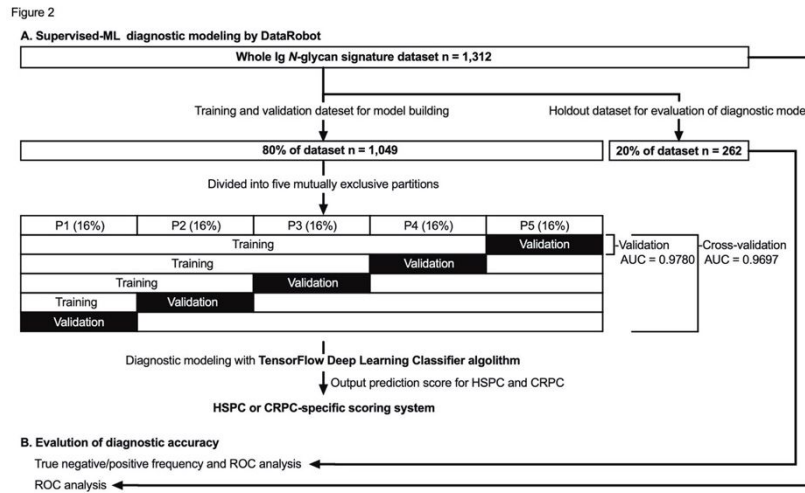 Figure 2
A. Supervised-ML diagnostic modeling by DataRobot
Whole Ig N-glycan signature dataset n = 1,312
Training and validation dataset for model building
Holdout dataset for evaluation of diagnostic mode
80% of dataset n = 1,049
20% of dataset n = 262
Divided into five mutually exclusive partitions
P1 (16%) P2 (16%) P3 (16%) P4 (16%) P5 (16%)
Training Validation
Training Validation
Training Validation
Training Validation
Validation
Validation
AUC = 0.9780
Cross-validation
AUC = 0.9697
Diagnostic modeling with TensorFlow Deep Learning Classifier algorithm
Output prediction score for HSPC and CRPC
HSPC or CRPC-specific scoring system
B. Evalution of diagnostic accuracy
True negative/positive frequency and ROC analysis
ROC analysis